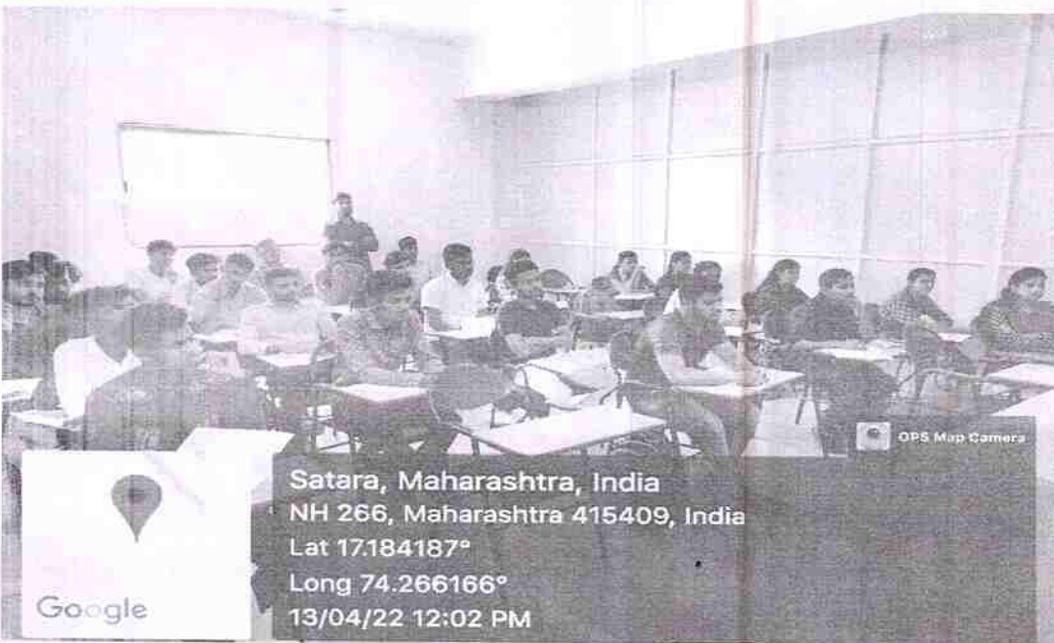 GPS Map Camera
Satara, Maharashtra, India
NH 266, Maharashtra 415409, India
Lat 17.184187°
Long 74.266166°
13/04/22 12:02 PM
Google